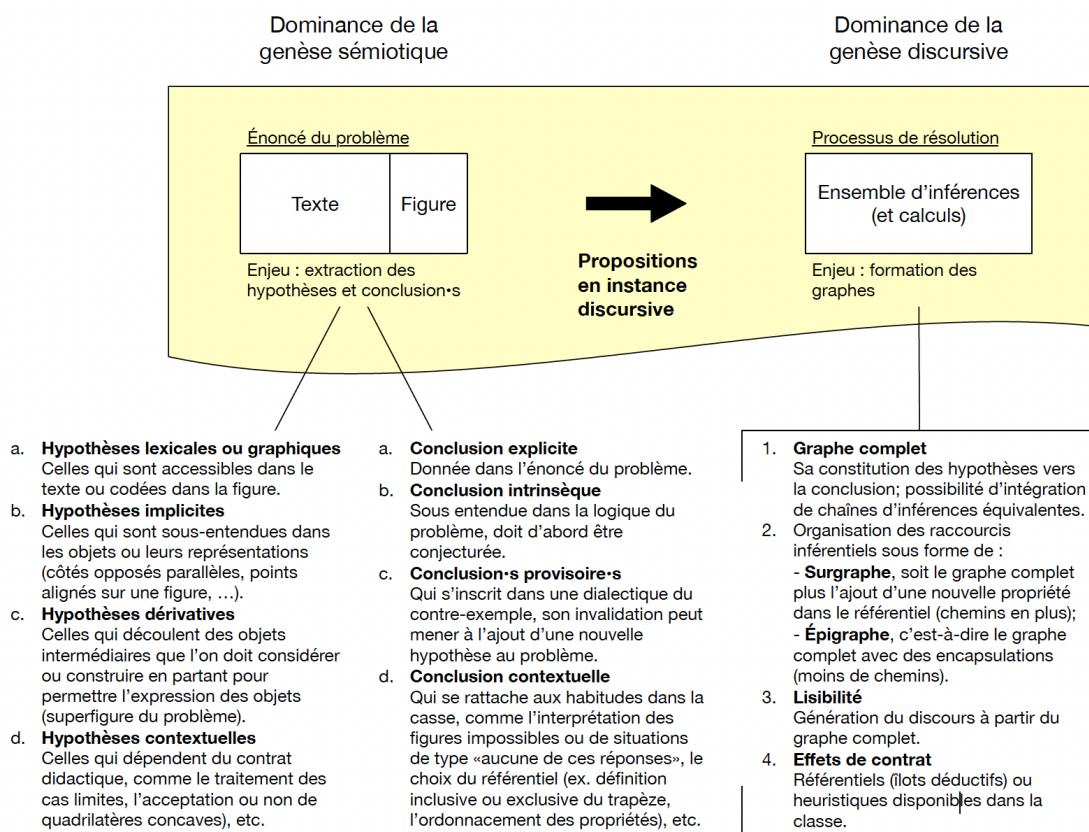 Dominance de la
genèse sémiotique
Dominance de la
genèse discursive
Énoncé du problème
Texte
Figure
Enjeu : extraction des
hypothèses et conclusion•s
Propositions
en instance
discursive
Processus de résolution
Ensemble d’inférences
(et calculs)
Enjeu : formation des
graphes
a. Hypothèses lexicales ou graphiques
Celles qui sont accessibles dans le
texte ou codées dans la figure.
b. Hypothèses implicites
Celles qui sont sous-entendues dans
les objets ou leurs représentations
(côtés opposés parallèles, points
alignés sur une figure, …).
c. Hypothèses dérivatives
Celles qui découlent des objets
intermédiaires que l’on doit considérer
ou construire en partant pour
permettre l’expression des objets
(superfigure du problème).
d. Hypothèses contextuelles
Celles qui dépendent du contrat
didactique, comme le traitement des
cas limites, l’acceptation ou non de
quadrilatères concaves), etc.
a. Conclusion explicite
Donnée dans l’énoncé du problème.
b. Conclusion intrinsèque
Sous entendue dans la logique du
problème, doit d’abord être
conjecturée.
c. Conclusion•s provisoire•s
Qui s’inscrit dans une dialectique du
contre-exemple, son invalidation peut
mener à l’ajout d’une nouvelle
hypothèse au problème.
d. Conclusion contextuelle
Qui se rattache aux habitudes dans la
casse, comme l’interprétation des
figures impossibles ou de situations
de type «aucune de ces réponses», le
choix du référentiel (ex. définition
inclusive ou exclusive du trapèze,
l’ordonnacement des propriétés), etc.
1. Graphe complet
Sa constitution des hypothèses vers
la conclusion; possibilité d’intégration
de chaînes d’inférences équivalentes.
2. Organisation des raccourcis
inférentiels sous forme de :
- Surgraphe, soit le graphe complet
plus l’ajout d’une nouvelle propriété
dans le référentiel (chemins en plus);
- Épigraphe, c’est-à-dire le graphe
complet avec des encapsulations
(moins de chemins).
3. Lisibilité
Génération du discours à partir du
graphe complet.
4. Effets de contrat
Référentiels (îlots déductifs) ou
heuristiques disponibles dans la
classe.